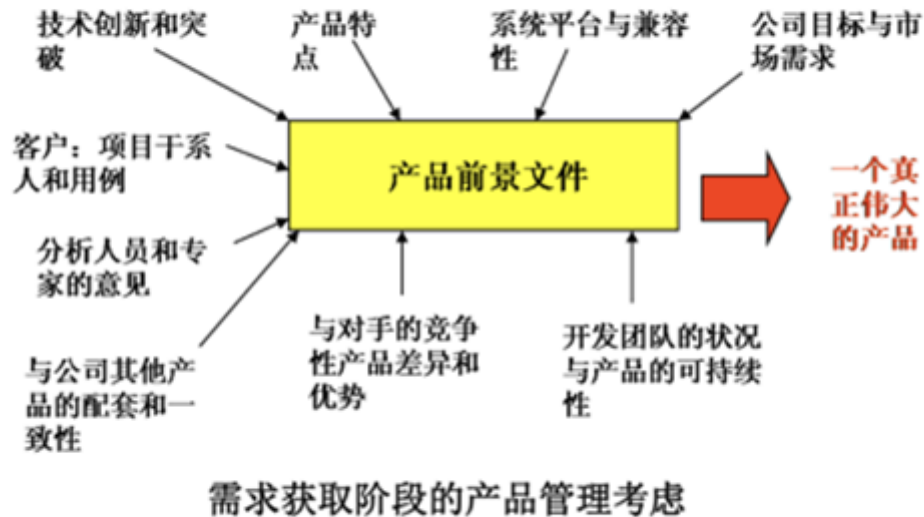 技术创新和突
破
产品特
点
系统平台与兼容
性
公司目标与市
场需求
客户：项目干系
人和用例
产品前景文件
一个真
正伟大
的产品
分析人员和专
家的意见
与公司其他产
品的配套和一
致性
与对手的竞争
性产品差异和
优势
开发团队的状况
与产品的可持续
性
需求获取阶段的产品管理考虑